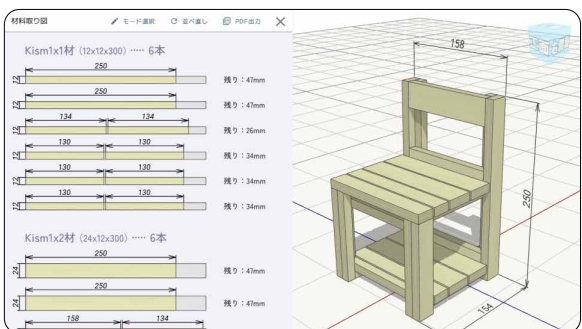 材料取り図 モード選択 並べ直し PDF出力
Kism1x1材 (12x12x300) ····· 6本
250
12 残り：47mm
250
12 残り：47mm
134 134
12 残り：26mm
130 130
12 残り：34mm
130 130
12 残り：34mm
130 130
12 残り：34mm
Kism1x2材 (24x12x300) ····· 6本
250
24 残り：47mm
250
24 残り：47mm
158 134
158
250
154